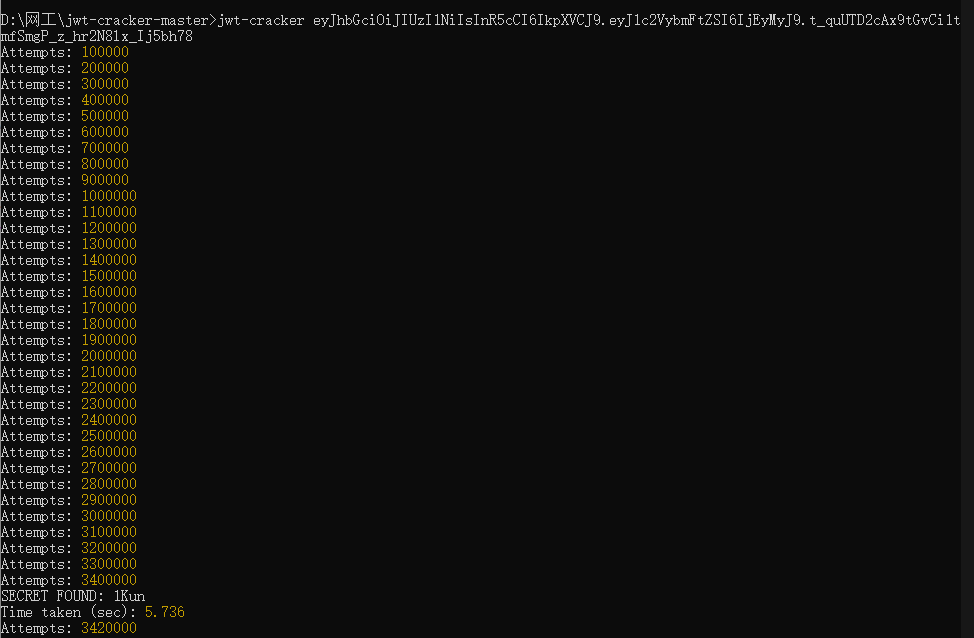 D:\网工\jwt-cracker-master>jwt-cracker eyJhbGciOiJIUzI1NiIsInR5cCI6IkpXVCJ9.eyJ1c2VybmFtZSI6IjEyMyJ9.t_quUTD2cAx9tGvCi1t
mfSmgP_z_hr2N81x_Ij5bh78
Attempts: 100000
Attempts: 200000
Attempts: 300000
Attempts: 400000
Attempts: 500000
Attempts: 600000
Attempts: 700000
Attempts: 800000
Attempts: 900000
Attempts: 1000000
Attempts: 1100000
Attempts: 1200000
Attempts: 1300000
Attempts: 1400000
Attempts: 1500000
Attempts: 1600000
Attempts: 1700000
Attempts: 1800000
Attempts: 1900000
Attempts: 2000000
Attempts: 2100000
Attempts: 2200000
Attempts: 2300000
Attempts: 2400000
Attempts: 2500000
Attempts: 2600000
Attempts: 2700000
Attempts: 2800000
Attempts: 2900000
Attempts: 3000000
Attempts: 3100000
Attempts: 3200000
Attempts: 3300000
Attempts: 3400000
SECRET FOUND: 1Kun
Time taken (sec): 5.736
Attempts: 3420000